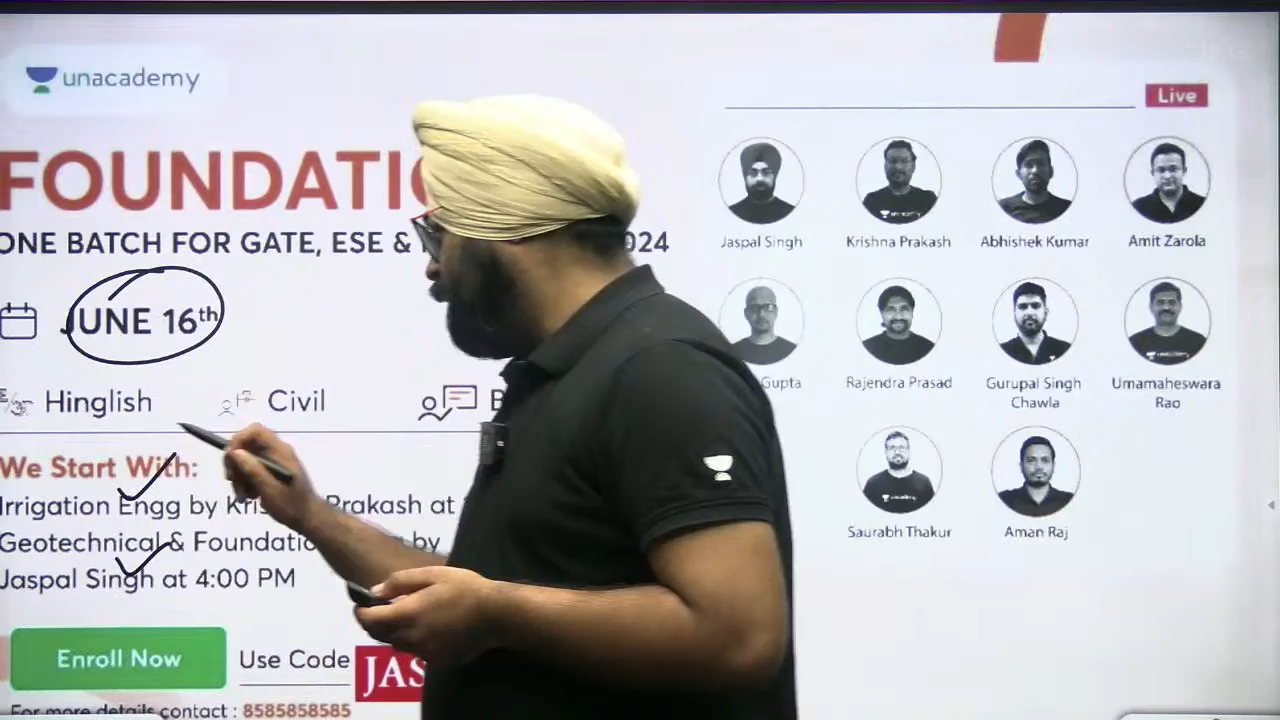 unacademy
Live
FOUNDATI
ONE BATCH FOR GATE, ESE & 2024
JUNE 16th
Hinglish Civil B
We Start With:
Irrigation Engg by Kris Prakash at
Geotechnical & Foundatio by
Jaspal Singh at 4:00 PM
Enroll Now Use Code JAS
For more details contact : 8585858585
Jaspal Singh Krishna Prakash Abhishek Kumar Amit Zarola
Gupta Rajendra Prasad Gurupal Singh Chawla Umamaheswara Rao
Saurabh Thakur Aman Raj